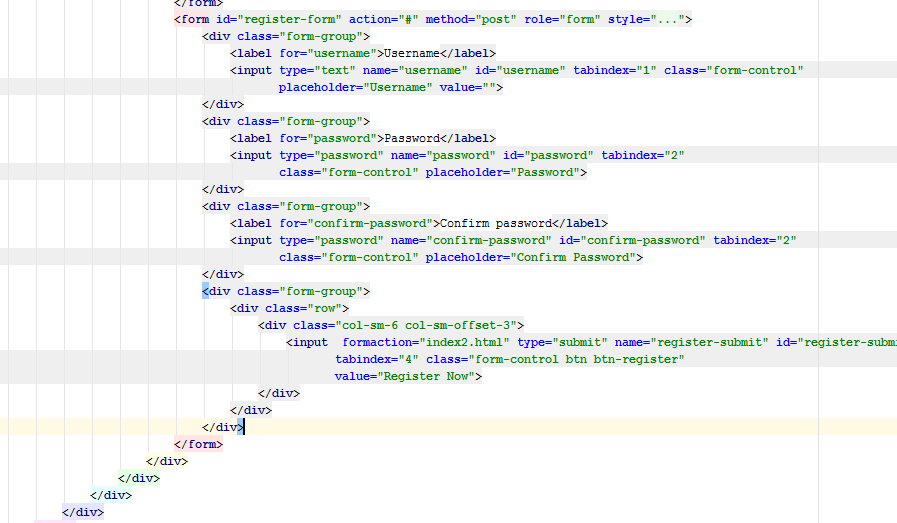 </form>
<form id="register-form" action="#" method="post" role="form" style="...">
<div class="form-group">
<label for="username">Username</label>
<input type="text" name="username" id="username" tabindex="1" class="form-control"
placeholder="Username" value="">
</div>
<div class="form-group">
<label for="password">Password</label>
<input type="password" name="password" id="password" tabindex="2"
class="form-control" placeholder="Password">
</div>
<div class="form-group">
<label for="confirm-password">Confirm password</label>
<input type="password" name="confirm-password" id="confirm-password" tabindex="2"
class="form-control" placeholder="Confirm Password">
</div>
<div class="form-group">
<div class="row">
<div class="col-sm-6 col-sm-offset-3">
<input  formaction="index2.html" type="submit" name="register-submit" id="register-submi
tabindex="4" class="form-control btn btn-register"
value="Register Now">
</div>
</div>
</div>
</form>
</div>
</div>
</div>
</div>